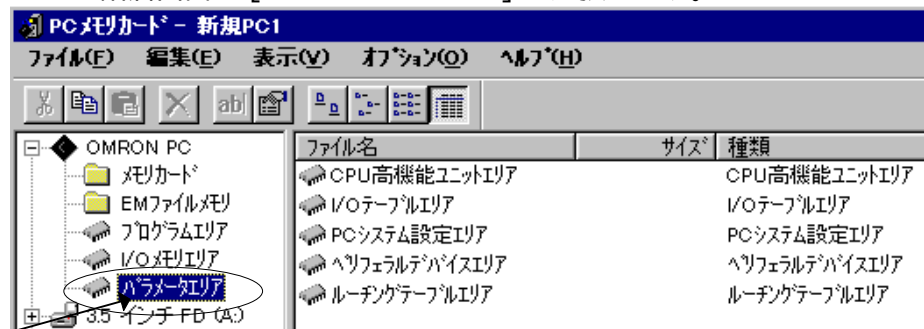 PCメモリカード - 新規PC1
ファイル(F) 編集(E) 表示(V) オプション(O) ヘルプ(H)
ab
OMRON PC
メモリカード
EMファイルメモリ
プログラムエリア
I/Oメモリエリア
パラメータエリア
3.5 インチ FD (A:)
ファイル名 サイズ 種類
CPU高機能ユニットエリア CPU高機能ユニットエリア
I/Oテーブルエリア I/Oテーブルエリア
PCシステム設定エリア PCシステム設定エリア
ペリフェラルデバイスエリア ペリフェラルデバイスエリア
ルーチングテーブルエリア ルーチングテーブルエリア